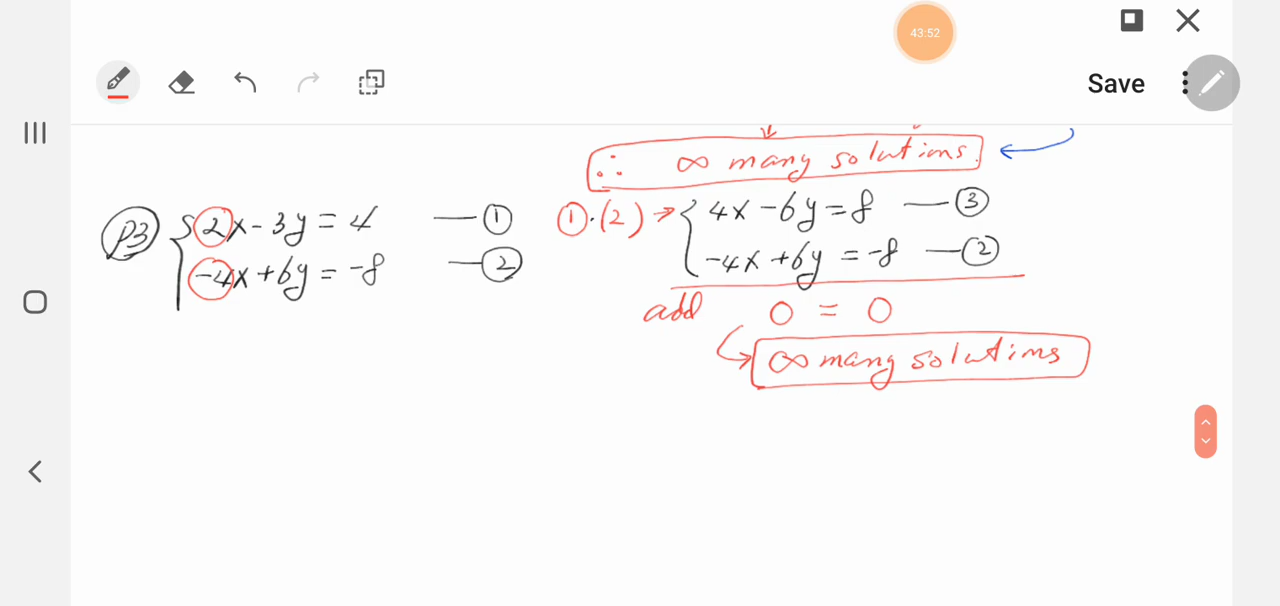 43:52
Save
∴ ∞ many solutions.
P3 { 2x - 3y = 4 — ①
-4x + 6y = -8 — ②
① · (2) → { 4x - 6y = 8 — ③
-4x + 6y = -8 — ②
add 0 = 0
∞ many solutions